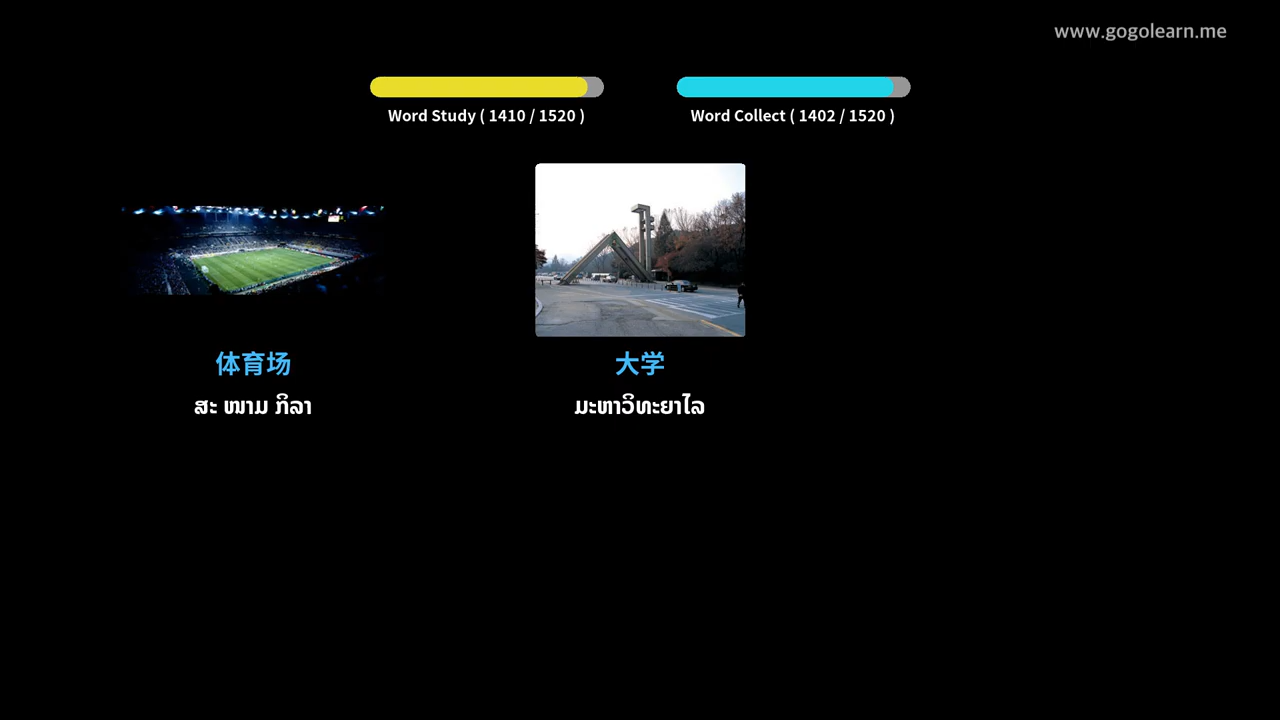 www.gogolearn.me
Word Study ( 1410 / 1520 )
Word Collect ( 1402 / 1520 )
体育场
ສະ ໜາມ ກິລາ
大学
ມະຫາວິທະຍາໄລ